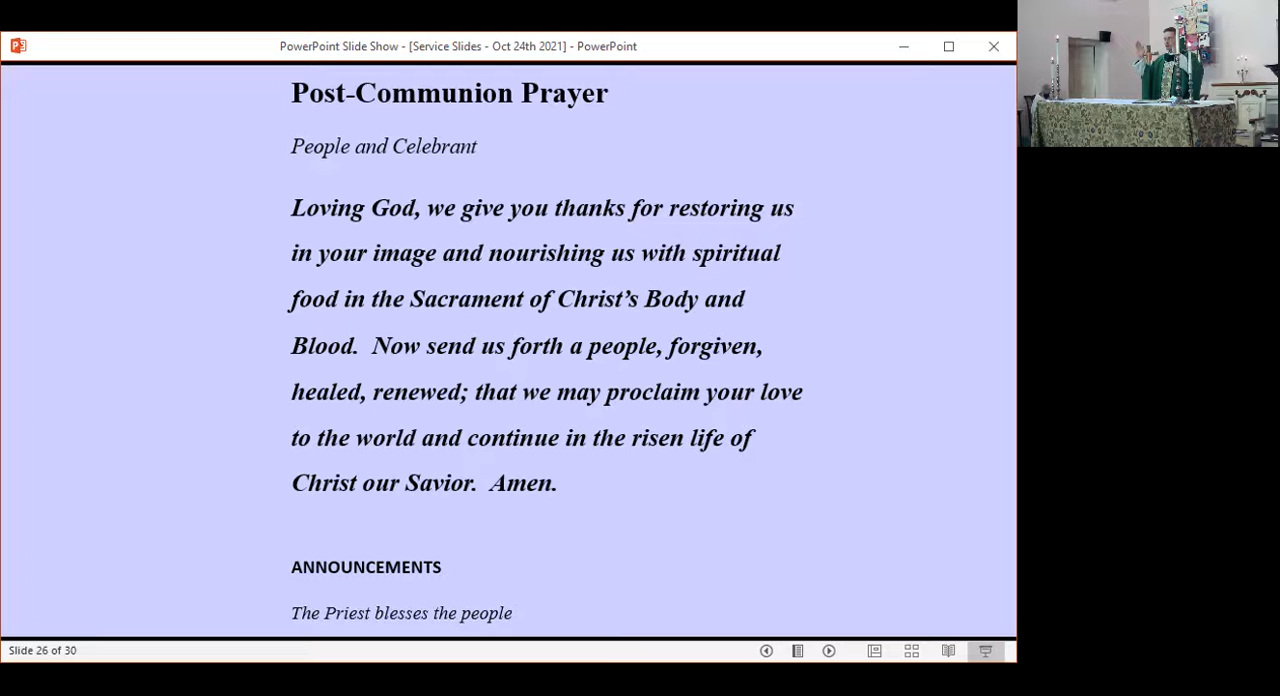 PowerPoint Slide Show - [Service Slides - Oct 24th 2021] - PowerPoint
Post-Communion Prayer
People and Celebrant
Loving God, we give you thanks for restoring us
in your image and nourishing us with spiritual
food in the Sacrament of Christ’s Body and
Blood.  Now send us forth a people, forgiven,
healed, renewed; that we may proclaim your love
to the world and continue in the risen life of
Christ our Savior.  Amen.
ANNOUNCEMENTS
The Priest blesses the people
Slide 26 of 30